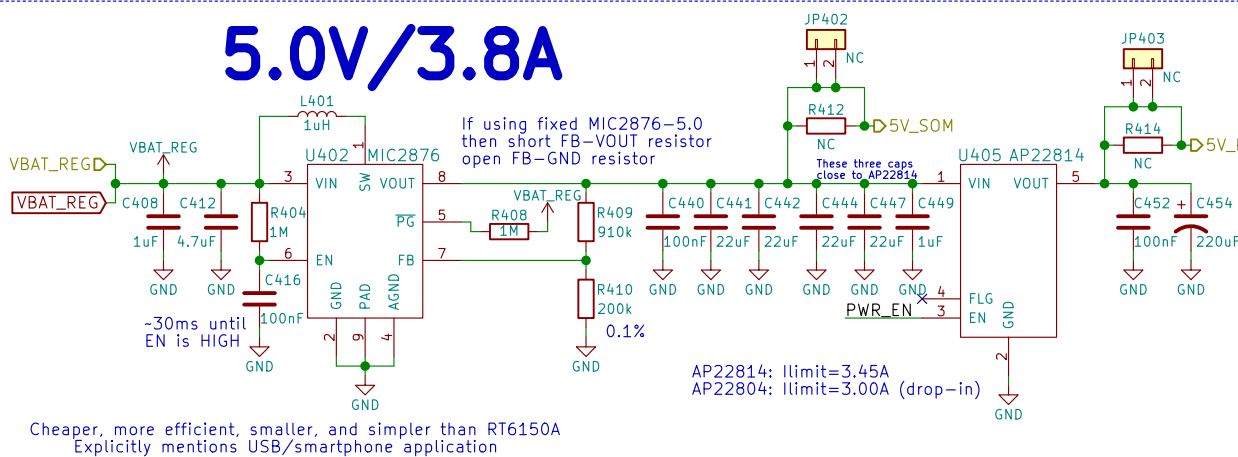 5.0V/3.8A
JP402
1
2
NC
R412
NC
5V_SOM
JP403
1
2
NC
R414
NC
L401
1uH
If using fixed MIC2876-5.0
then short FB-VOUT resistor
open FB-GND resistor
VBAT_REG
VBAT_REG
VBAT_REG
U402
MIC2876
3
VIN
SW
1
VOUT
8
PG
5
FB
7
EN
6
GND
2
PAD
9
AGND
4
GND
C408
1uF
GND
C412
4.7uF
GND
R404
1M
C416
100nF
GND
~30ms until
EN is HIGH
R408
1M
VBAT_REG
R409
910k
R410
200k
0.1%
GND
C440
100nF
GND
C441
22uF
GND
C442
22uF
GND
These three caps
close to AP22814
C444
22uF
GND
C447
22uF
GND
C449
1uF
GND
U405 AP22814
1
VIN
VOUT
5
4
FLG
PWR_EN
3
EN
GND
2
GND
C452
100nF
GND
C454
+
220uF
GND
AP22814: Ilimit=3.45A
AP22804: Ilimit=3.00A (drop-in)
Cheaper, more efficient, smaller, and simpler than RT6150A
Explicitly mentions USB/smartphone application